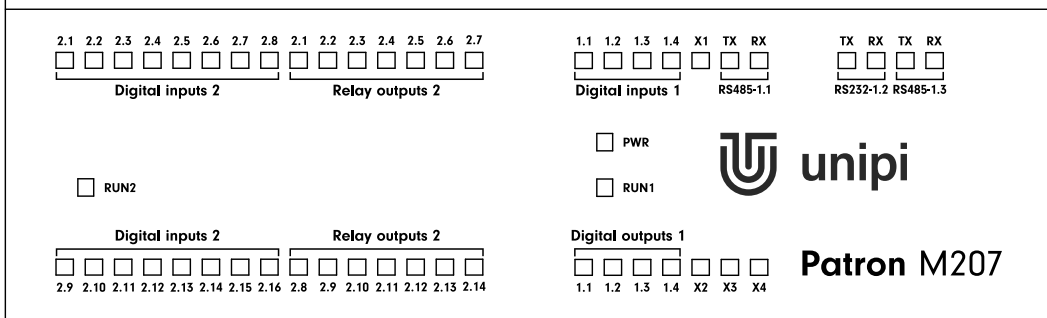 2.1 2.2 2.3 2.4 2.5 2.6 2.7 2.8 2.1 2.2 2.3 2.4 2.5 2.6 2.7 1.1 1.2 1.3 1.4 X1 TX RX TX RX TX RX
Digital inputs 2 Relay outputs 2 Digital inputs 1 RS485-1.1 RS232-1.2 RS485-1.3
PWR
unipi
RUN2 RUN1
Digital inputs 2 Relay outputs 2 Digital outputs 1
Patron M207
2.9 2.10 2.11 2.12 2.13 2.14 2.15 2.16 2.8 2.9 2.10 2.11 2.12 2.13 2.14 1.1 1.2 1.3 1.4 X2 X3 X4